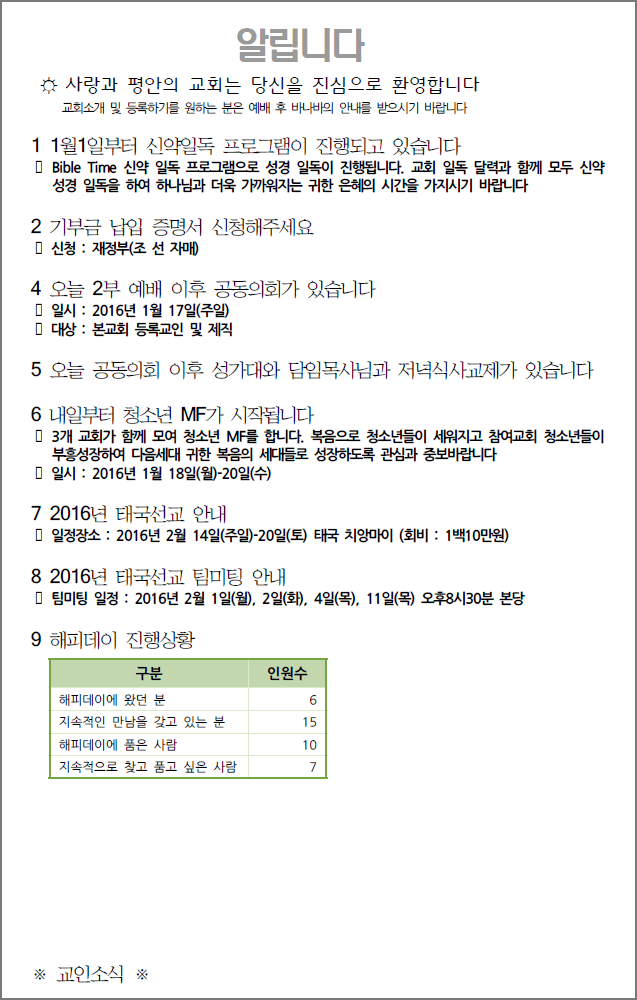 알립니다
☼ 사랑과 평안의 교회는 당신을 진심으로 환영합니다
교회소개 및 등록하기를 원하는 분은 예배 후 바나바의 안내를 받으시기 바랍니다
1 1월1일부터 신약일독 프로그램이 진행되고 있습니다
▯ Bible Time 신약 일독 프로그램으로 성경 일독이 진행됩니다. 교회 일독 달력과 함께 모두 신약
성경 일독을 하여 하나님과 더욱 가까워지는 귀한 은혜의 시간을 가지시기 바랍니다
2 기부금 납입 증명서 신청해주세요
▯ 신청 : 재정부(조 선 자매)
4 오늘 2부 예배 이후 공동의회가 있습니다
▯ 일시 : 2016년 1월 17일(주일)
▯ 대상 : 본교회 등록교인 및 제직
5 오늘 공동의회 이후 성가대와 담임목사님과 저녁식사교제가 있습니다
6 내일부터 청소년 MF가 시작됩니다
▯ 3개 교회가 함께 모여 청소년 MF를 합니다. 복음으로 청소년들이 세워지고 참여교회 청소년들이
부흥성장하여 다음세대 귀한 복음의 세대들로 성장하도록 관심과 중보바랍니다
▯ 일시 : 2016년 1월 18일(월)-20일(수)
7 2016년 태국선교 안내
▯ 일정장소 : 2016년 2월 14일(주일)-20일(토) 태국 치앙마이 (회비 : 1백10만원)
8 2016년 태국선교 팀미팅 안내
▯ 팀미팅 일정 : 2016년 2월 1일(월), 2일(화), 4일(목), 11일(목) 오후8시30분 본당
9 해피데이 진행상황
구분 인원수
해피데이에 왔던 분 6
지속적인 만남을 갖고 있는 분 15
해피데이에 품은 사람 10
지속적으로 찾고 품고 싶은 사람 7
※ 교인소식 ※